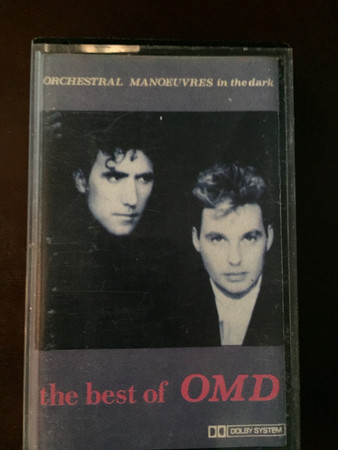 ORCHESTRAL MANOEUVRES in the dark
the best of OMD
DOLBY SYSTEM